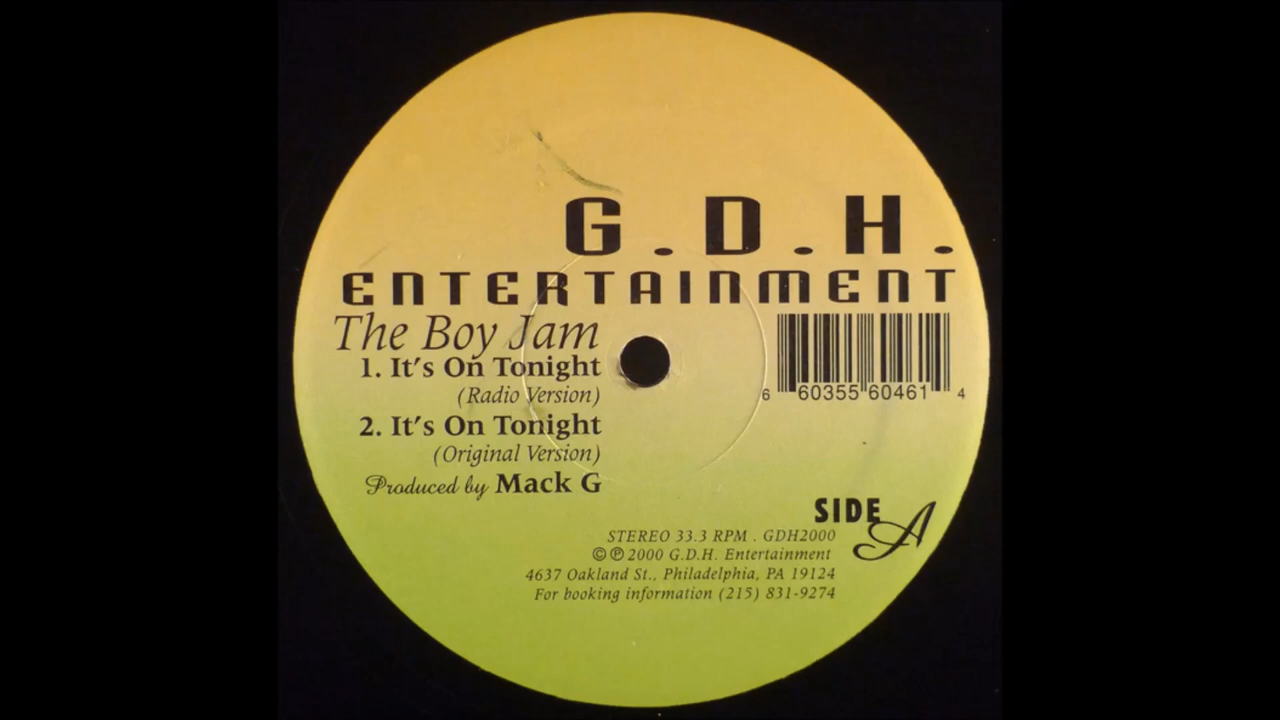 G.D.H.
ENTERTAINMENT
The Boy Jam
1. It's On Tonight
(Radio Version)
2. It's On Tonight
(Original Version)
Produced by Mack G
6 60355 60461 4
SIDE A
STEREO 33.3 RPM . GDH2000
©℗2000 G.D.H. Entertainment
4637 Oakland St., Philadelphia, PA 19124
For booking information (215) 831-9274